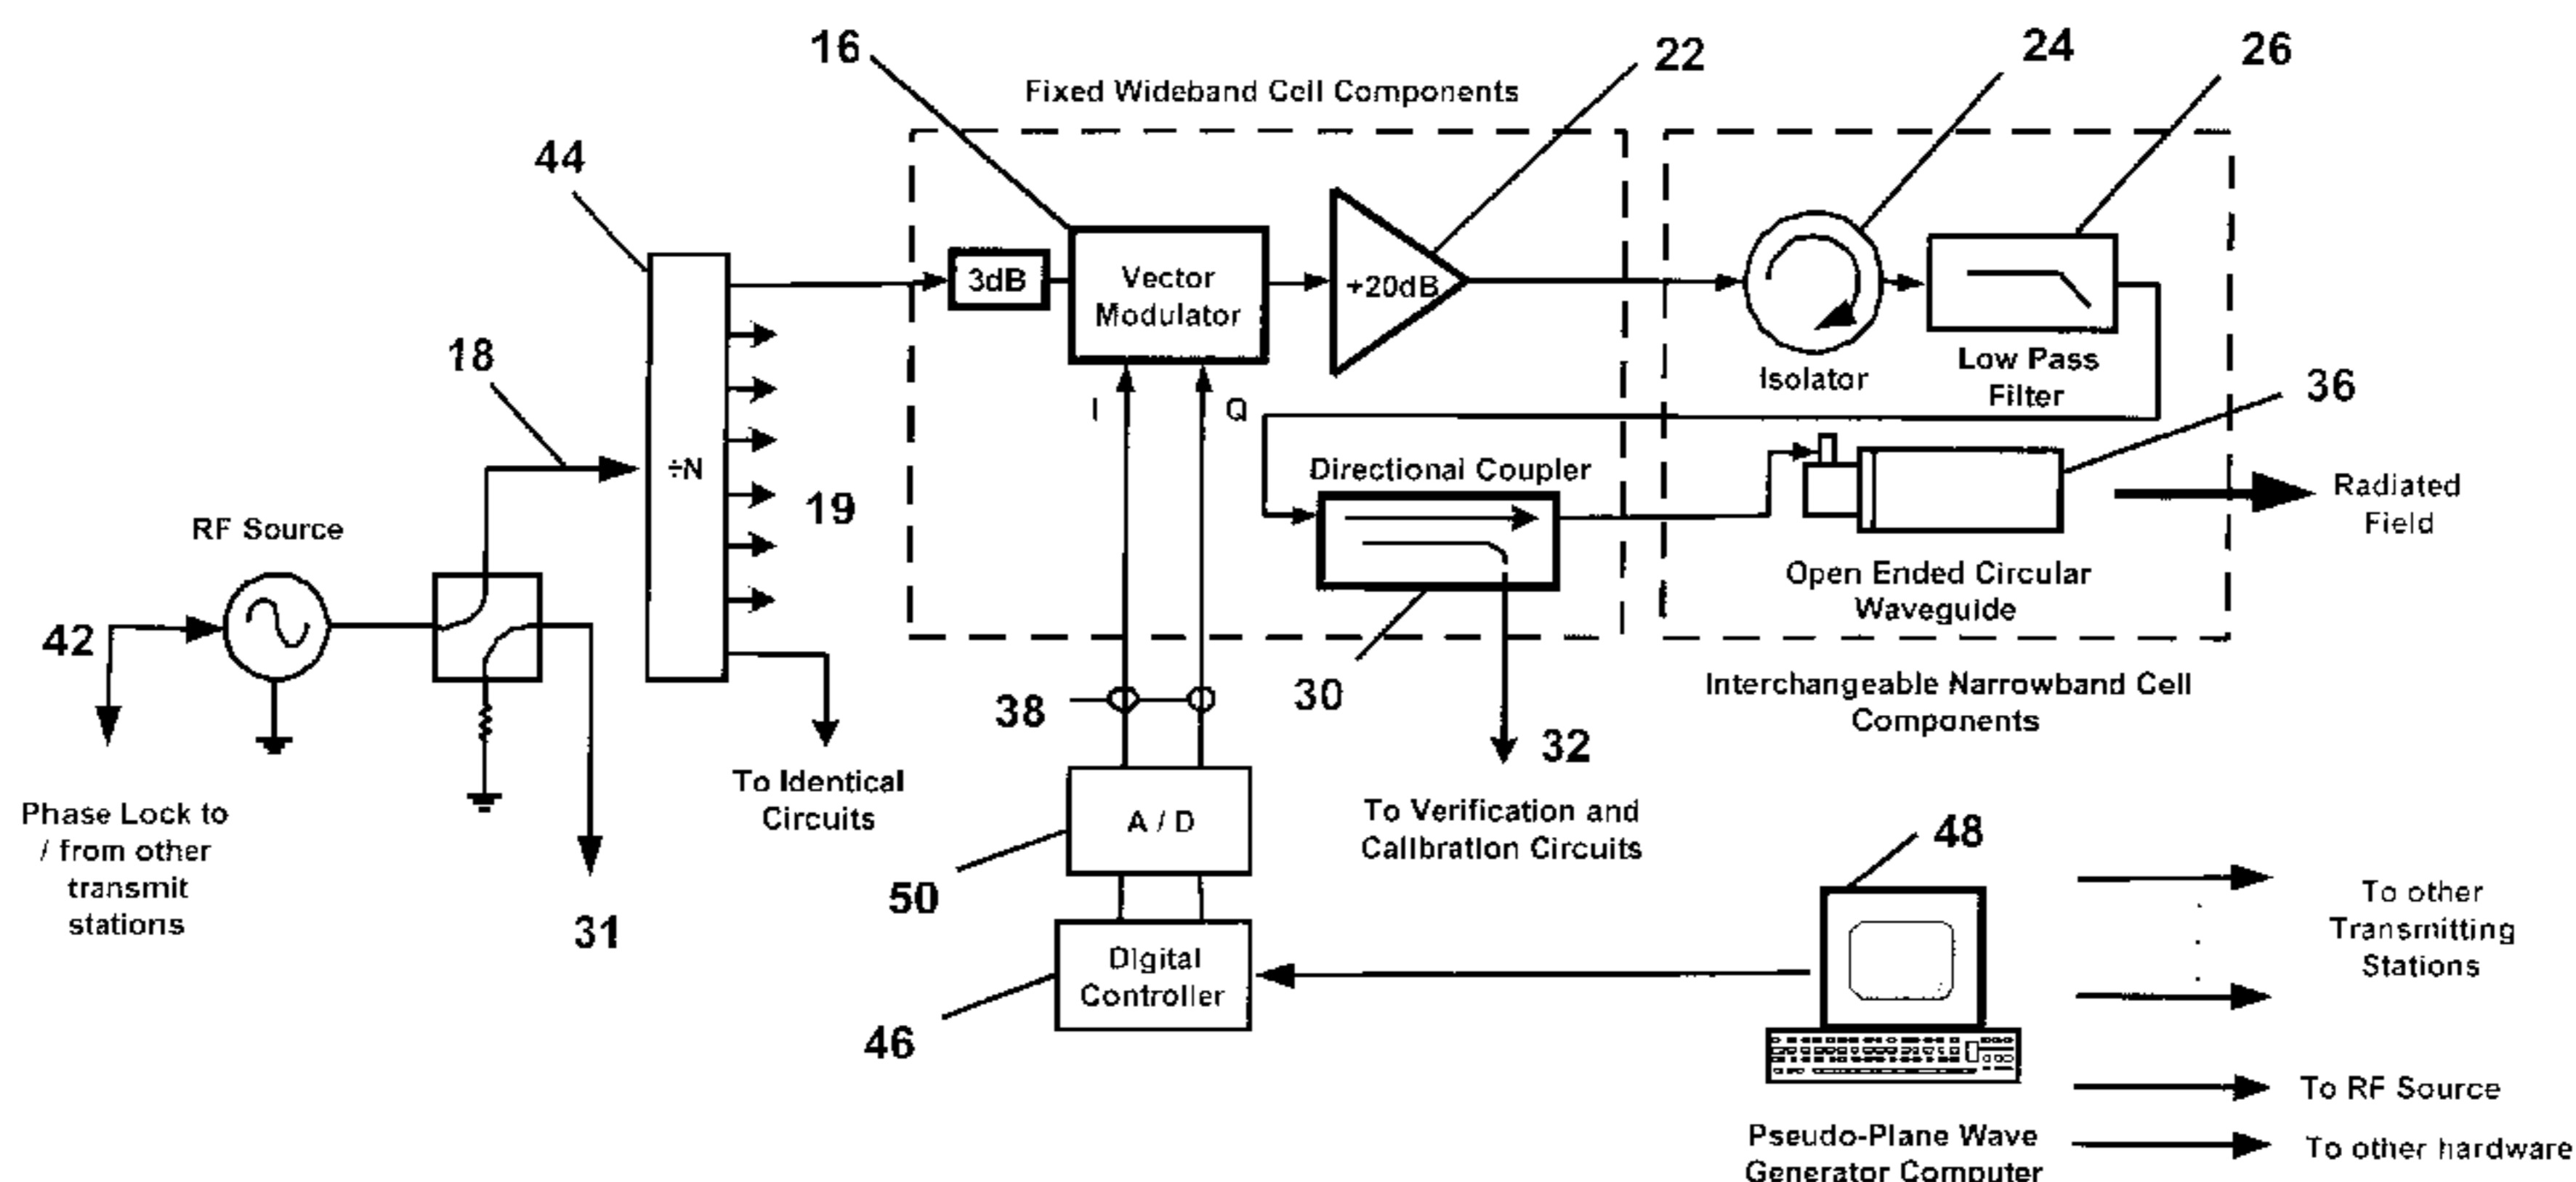 16
22
24
26
Fixed Wideband Cell Components
44
3dB
Vector
Modulator
+20dB
Isolator
Low Pass
Filter
36
18
I
Q
÷N
19
Directional Coupler
Radiated
Field
RF Source
42
Open Ended Circular
Waveguide
30
38
Interchangeable Narrowband Cell
Components
32
To Identical
Circuits
Phase Lock to
/ from other
transmit
stations
31
A / D
50
To Verification and
Calibration Circuits
48
To other
Transmitting
Stations
Digital
Controller
46
To RF Source
To other hardware
Pseudo-Plane Wave
Generator Computer